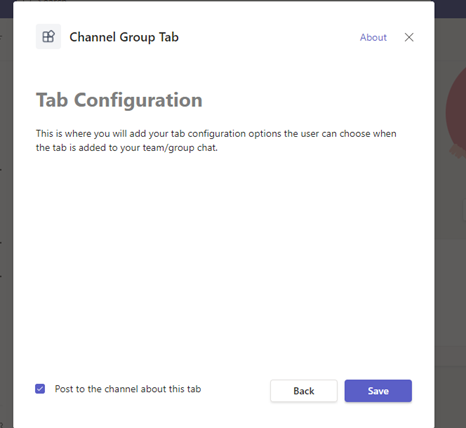 Channel Group Tab
About
Tab Configuration
This is where you will add your tab configuration options the user can choose when
the tab is added to your team/group chat.
Post to the channel about this tab
Back
Save